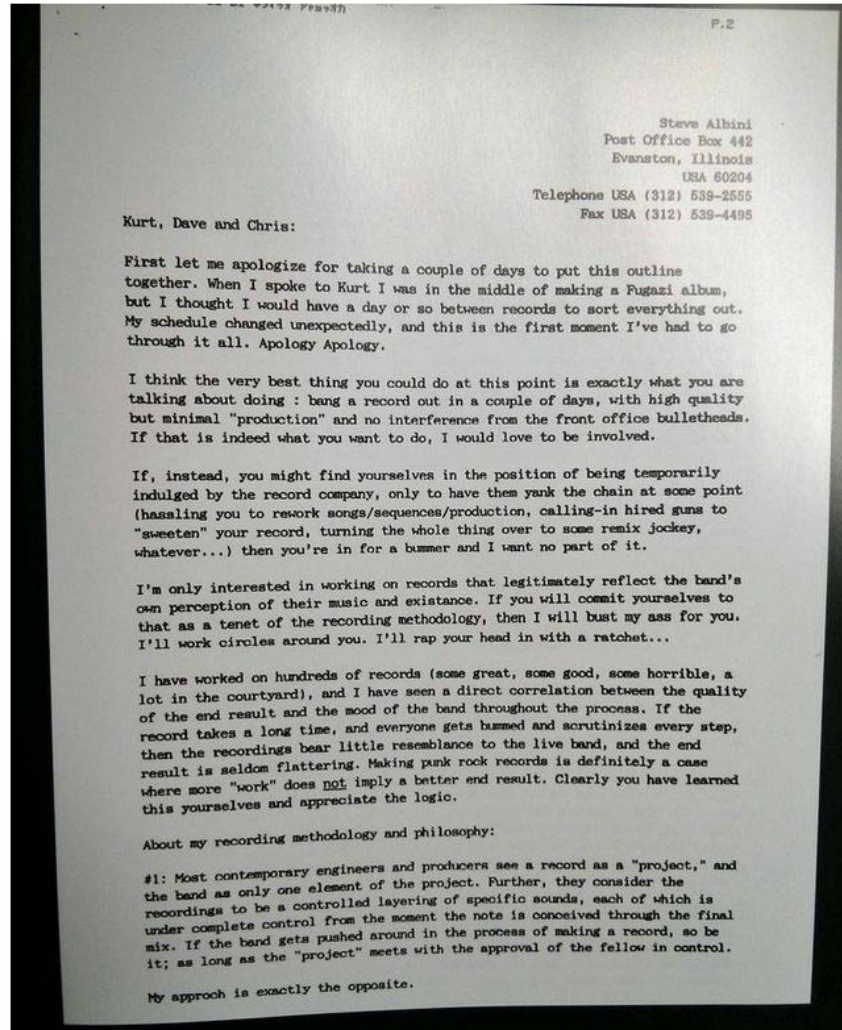 P.2
Steve Albini
Post Office Box 442
Evanston, Illinois
USA 60204
Telephone USA (312) 539-2555
Fax USA (312) 539-4495
Kurt, Dave and Chris:
First let me apologize for taking a couple of days to put this outline
together. When I spoke to Kurt I was in the middle of making a Fugazi album,
but I thought I would have a day or so between records to sort everything out.
My schedule changed unexpectedly, and this is the first moment I've had to go
through it all. Apology Apology.
I think the very best thing you could do at this point is exactly what you are
talking about doing : bang a record out in a couple of days, with high quality
but minimal "production" and no interference from the front office bulletheads.
If that is indeed what you want to do, I would love to be involved.
If, instead, you might find yourselves in the position of being temporarily
indulged by the record company, only to have them yank the chain at some point
(hassling you to rework songs/sequences/production, calling-in hired guns to
"sweeten" your record, turning the whole thing over to some remix jockey,
whatever...) then you're in for a bummer and I want no part of it.
I'm only interested in working on records that legitimately reflect the band's
own perception of their music and existance. If you will commit yourselves to
that as a tenet of the recording methodology, then I will bust my ass for you.
I'll work circles around you. I'll rap your head in with a ratchet...
I have worked on hundreds of records (some great, some good, some horrible, a
lot in the courtyard), and I have seen a direct correlation between the quality
of the end result and the mood of the band throughout the process. If the
record takes a long time, and everyone gets bummed and scrutinizes every step,
then the recordings bear little resemblance to the live band, and the end
result is seldom flattering. Making punk rock records is definitely a case
where more "work" does not imply a better end result. Clearly you have learned
this yourselves and appreciate the logic.
About my recording methodology and philosophy:
#1: Most contemporary engineers and producers see a record as a "project," and
the band as only one element of the project. Further, they consider the
recordings to be a controlled layering of specific sounds, each of which is
under complete control from the moment the note is conceived through the final
mix. If the band gets pushed around in the process of making a record, so be
it; as long as the "project" meets with the approval of the fellow in control.
My approch is exactly the opposite.